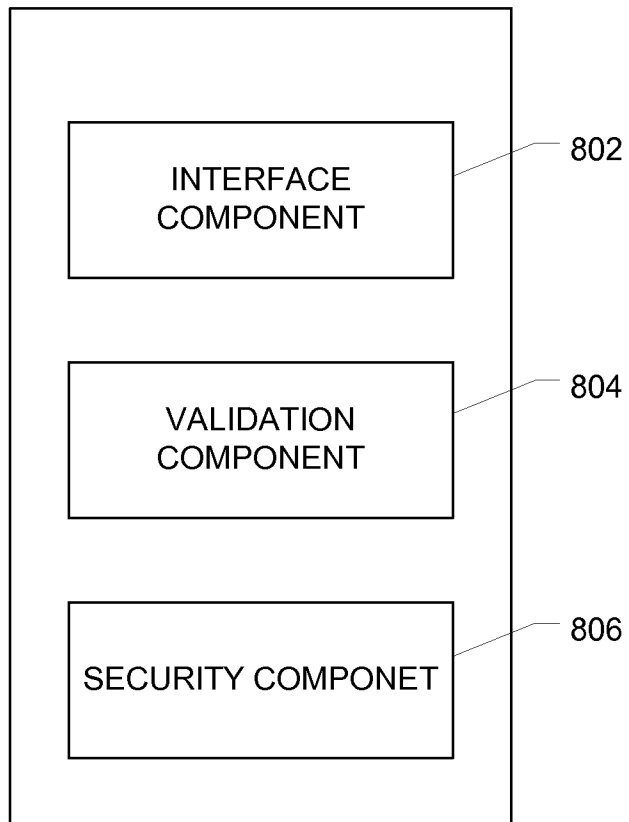 INTERFACE
COMPONENT
802
VALIDATION
COMPONENT
804
SECURITY COMPONET
806